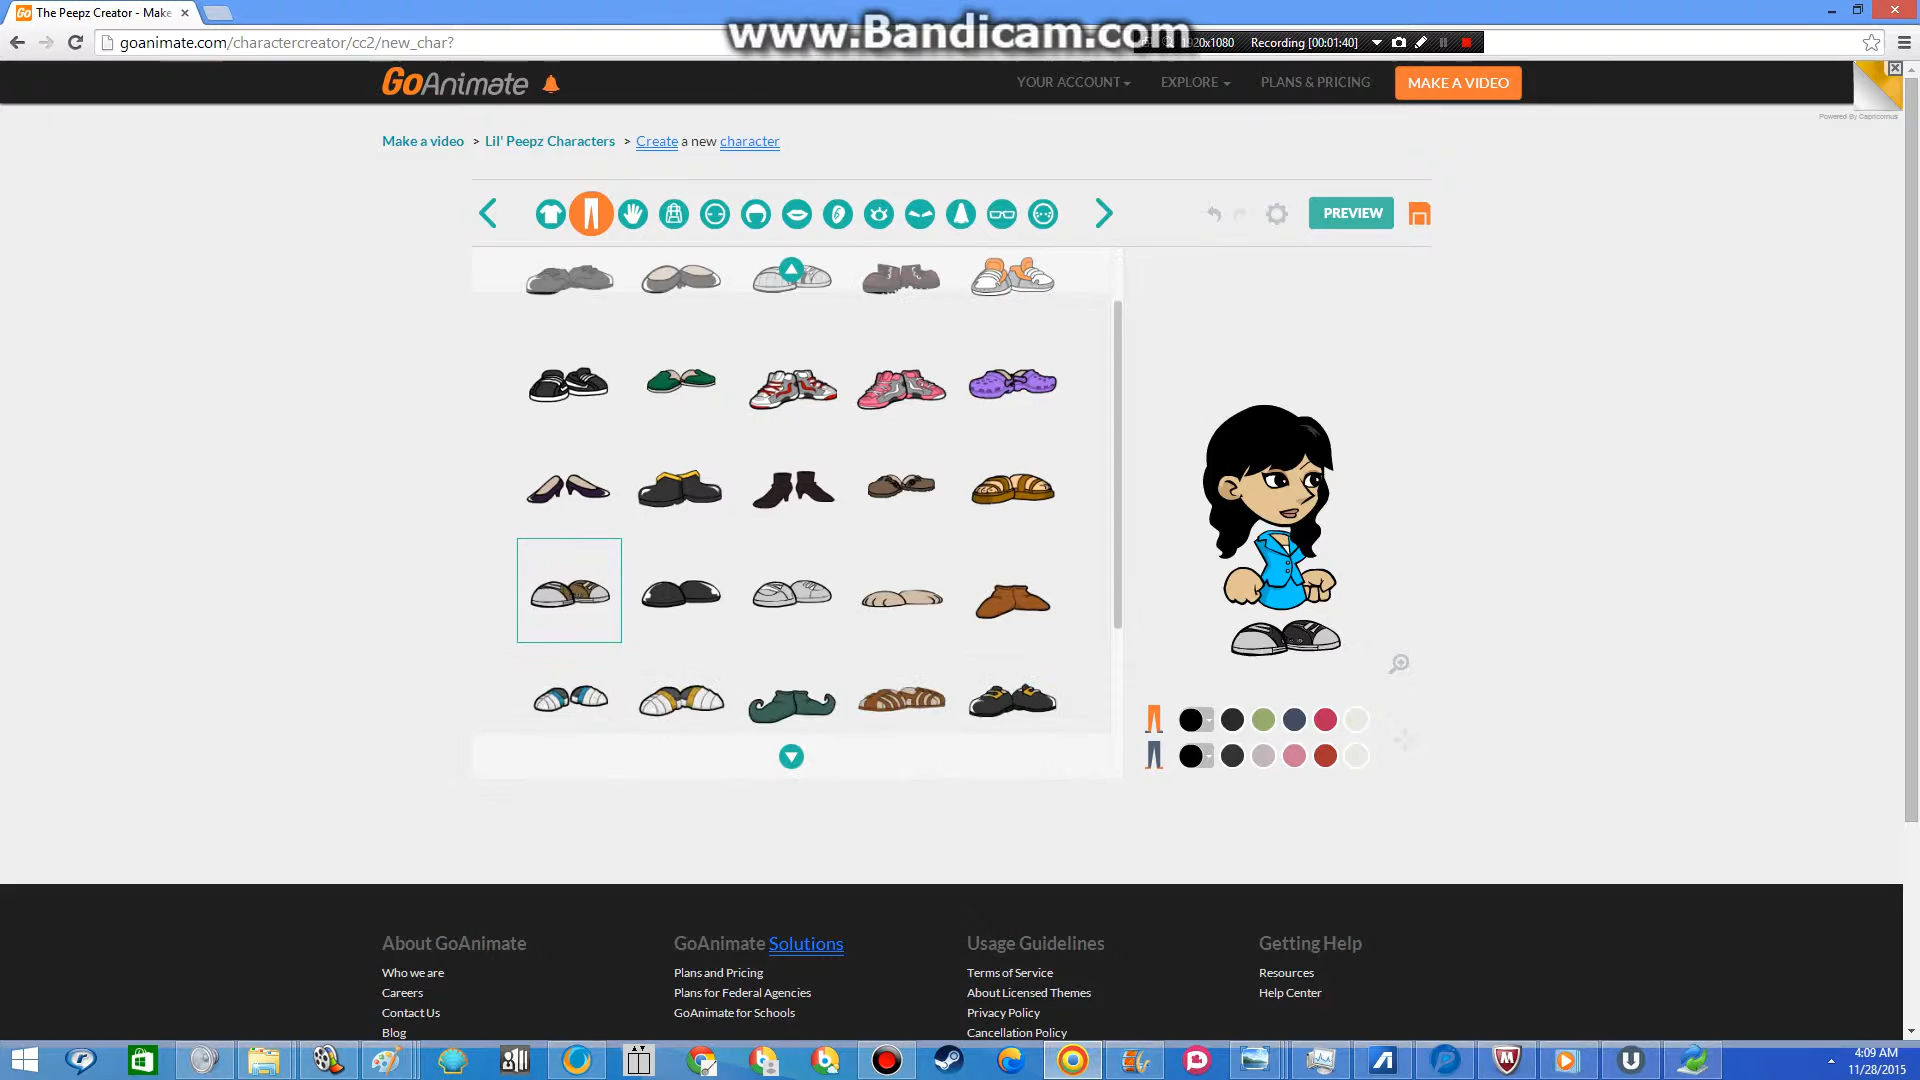 The Peepz Creator - Make
goanimate.com/charactercreator/cc2/new_char?
www.Bandicam.com
1920x1080 Recording [00:01:40]
GoAnimate
YOUR ACCOUNT
EXPLORE
PLANS & PRICING
MAKE A VIDEO
Powered By Capricornus
Make a video > Lil' Peepz Characters > Create a new character
PREVIEW
About GoAnimate
Who we are
Careers
Contact Us
Blog
GoAnimate Solutions
Plans and Pricing
Plans for Federal Agencies
GoAnimate for Schools
Usage Guidelines
Terms of Service
About Licensed Themes
Privacy Policy
Cancellation Policy
Getting Help
Resources
Help Center
4:09 AM
11/28/2015